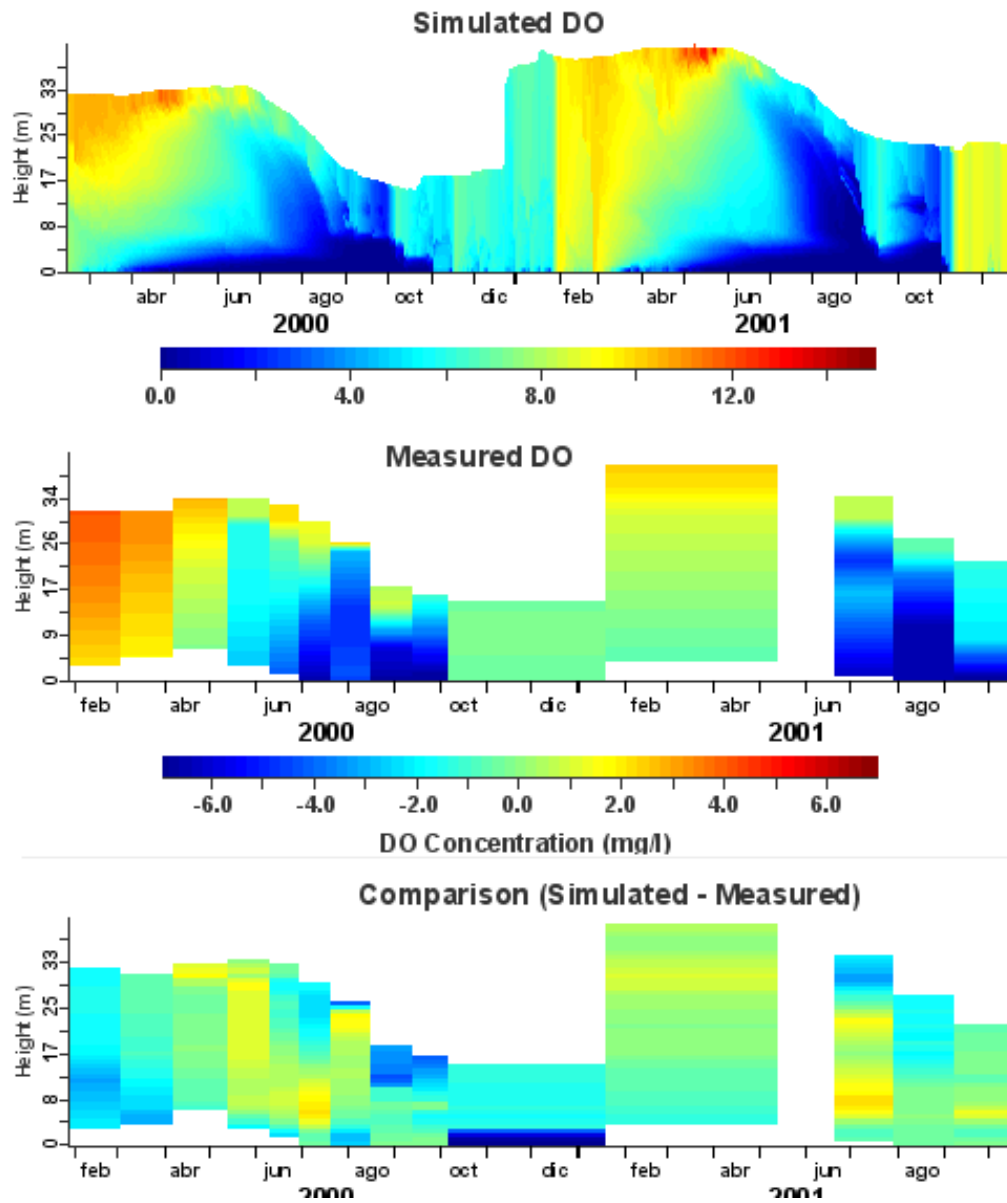 Simulated DO
Height (m)
33
25
17
8
0
abr jun ago oct dic feb abr jun ago oct
2000 2001
0.0 4.0 8.0 12.0
Measured DO
Height (m)
34
26
17
9
0
feb abr jun ago oct dic feb abr jun ago
2000 2001
-6.0 -4.0 -2.0 0.0 2.0 4.0 6.0
DO Concentration (mg/l)
Comparison (Simulated - Measured)
Height (m)
33
25
17
8
0
feb abr jun ago oct dic feb abr jun ago
2000 2001